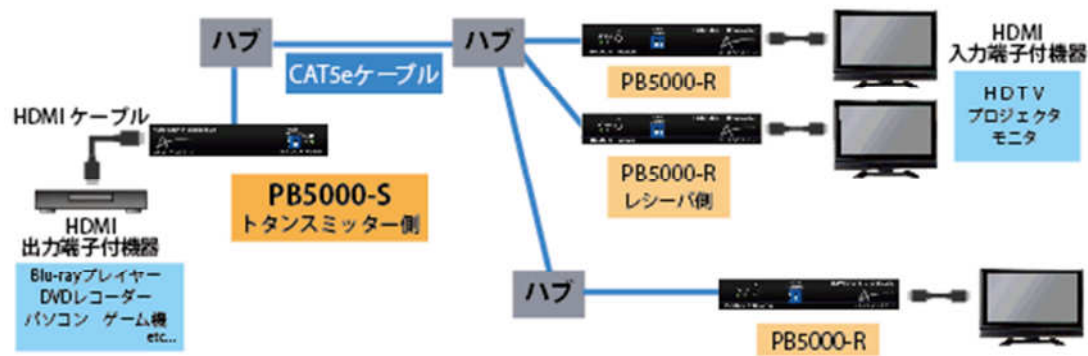 ハブ
ハブ
CAT5eケーブル
PB5000-R
HDMI
入力端子付機器
HDTV
プロジェクタ
モニタ
HDMI ケーブル
PB5000-S
トタンスミッター側
PB5000-R
レシーバ側
HDMI
出力端子付機器
Blu-rayプレイヤー
DVDレコーダー
パソコン ゲーム機
etc...
ハブ
PB5000-R